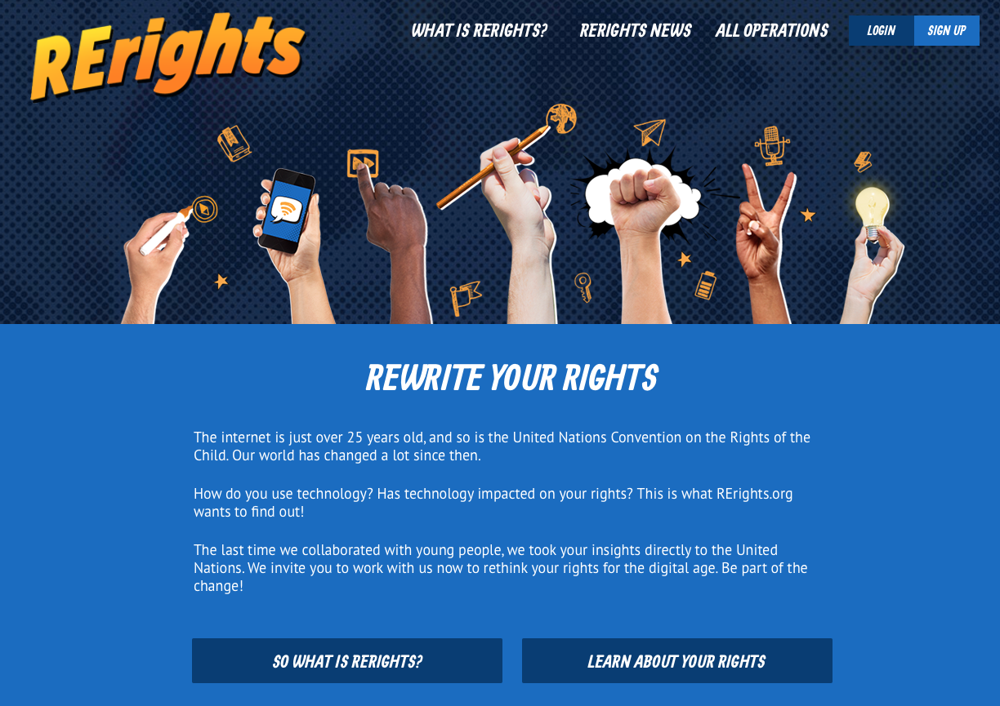 RErights
WHAT IS RERIGHTS?
RERIGHTS NEWS
ALL OPERATIONS
LOGIN
SIGN UP
REWRITE YOUR RIGHTS
The internet is just over 25 years old, and so is the United Nations Convention on the Rights of the
Child. Our world has changed a lot since then.
How do you use technology? Has technology impacted on your rights? This is what RErights.org
wants to find out!
The last time we collaborated with young people, we took your insights directly to the United
Nations. We invite you to work with us now to rethink your rights for the digital age. Be part of the
change!
SO WHAT IS RERIGHTS?
LEARN ABOUT YOUR RIGHTS